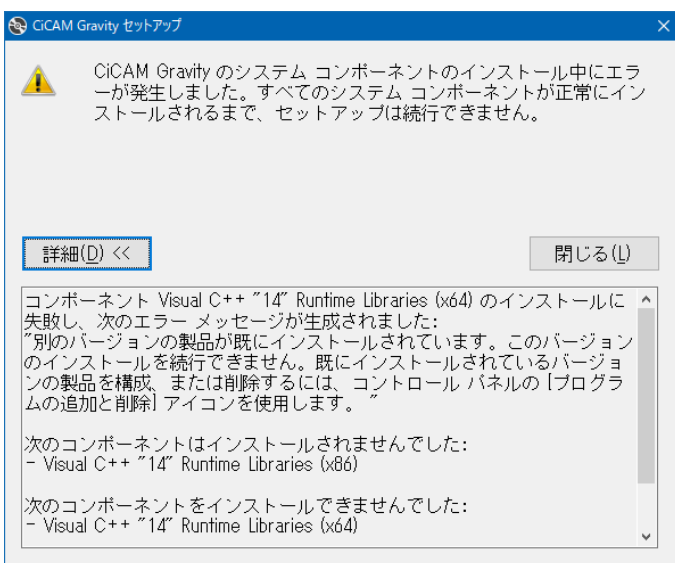 CiCAM Gravity セットアップ
CiCAM Gravity のシステム コンポーネントのインストール中にエラ
ーが発生しました。すべてのシステム コンポーネントが正常にイン
ストールされるまで、セットアップは続行できません。
詳細(D) <<
閉じる(L)
コンポーネント Visual C++ "14" Runtime Libraries (x64) のインストールに
失敗し、次のエラー メッセージが生成されました:
"別のバージョンの製品が既にインストールされています。このバージョン
のインストールを続行できません。既にインストールされているバージョ
ンの製品を構成、または削除するには、コントロール パネルの [プログラ
ムの追加と削除] アイコンを使用します。 "
次のコンポーネントはインストールされませんでした:
- Visual C++ "14" Runtime Libraries (x86)
次のコンポーネントをインストールできませんでした:
- Visual C++ "14" Runtime Libraries (x64)